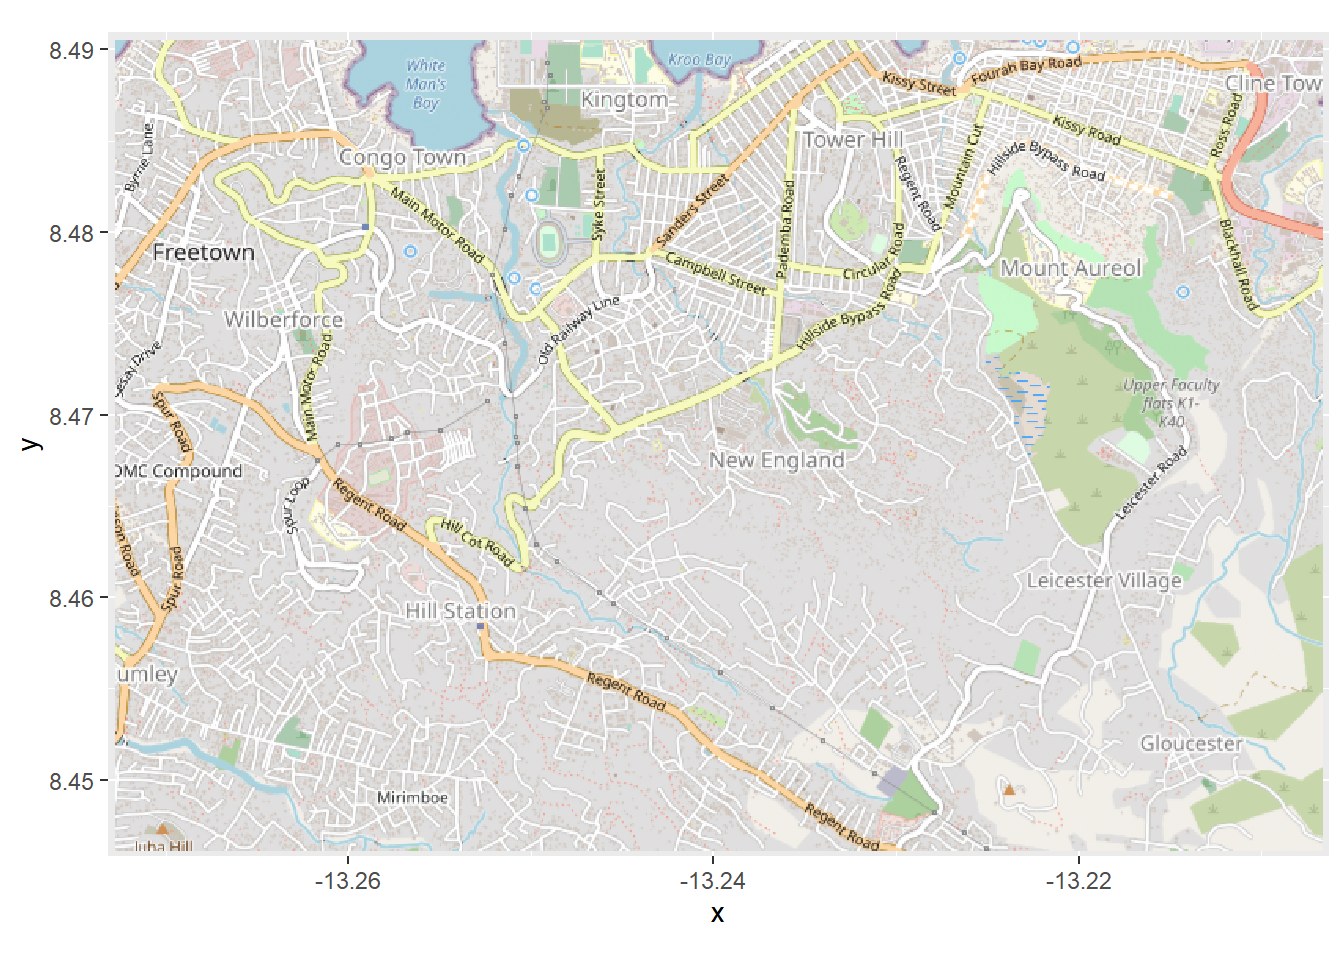 8.49
8.48
8.47
8.46
8.45
y
White
Man's
Bay
Kroo Bay
Kingtom
Kissy Street
Fourah Bay Road
Cline Tow
Byrne Lane
Congo Town
Tower Hill
Kissy Road
Ross Road
Hillside Bypass Road
Mountain Cut
Regent Road
Main Motor Road
Syke Street
Sanders Street
Pademba Road
Freetown
Campbell Street
Circular Road
Mount Aureol
Blackhall Road
Wilberforce
Old Railway Line
Hillside Bypass Road
Main Motor Road
Drive
Upper Faculty
flats K1-
K40
Spur Road
OMC Compound
New England
Spur Loop
Regent Road
Leicester Road
Hill Cot Road
son Road
Spur Road
Leicester Village
Hill Station
umley
Regent Road
Gloucester
Mirimboe
Regent Road
Juba Hill
-13.26
-13.24
-13.22
x